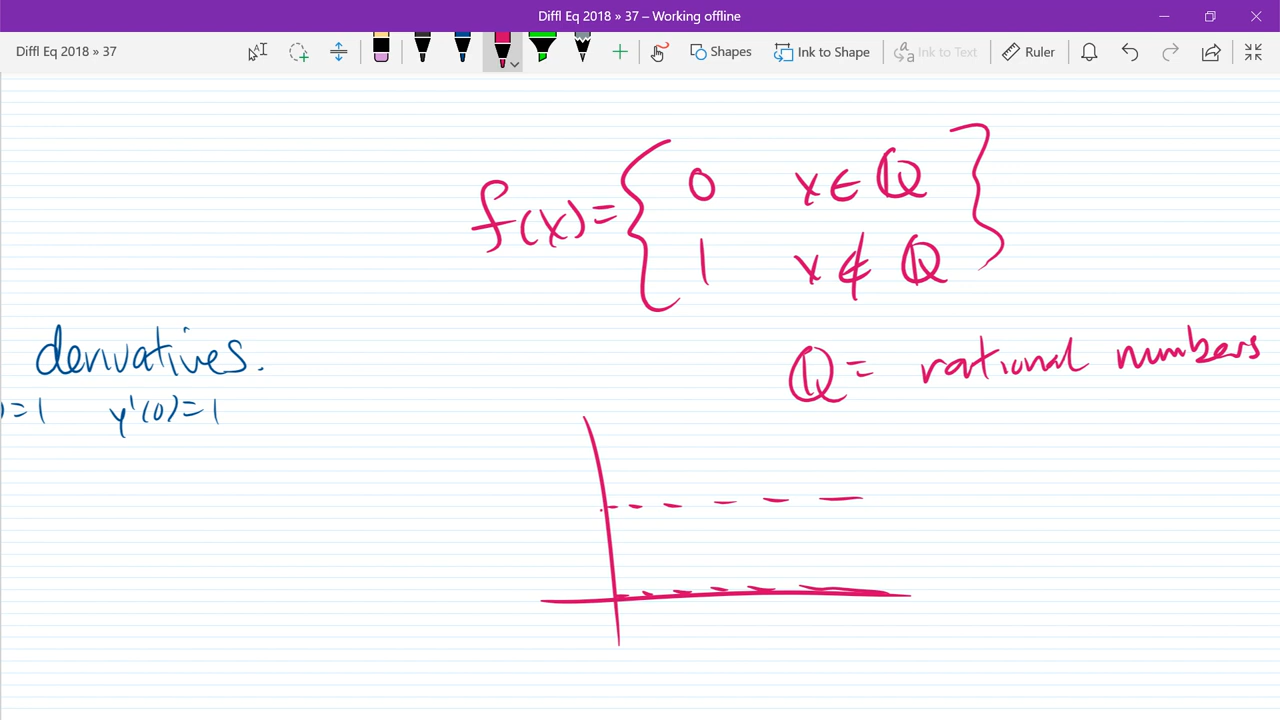 Diffl Eq 2018 » 37 – Working offline
Diffl Eq 2018 » 37
Shapes
Ink to Shape
Ink to Text
Ruler
f(x)= { 0 x∈ℚ
1 x∉ℚ }
derivatives.
)=1 y'(0)=1
ℚ = rational numbers